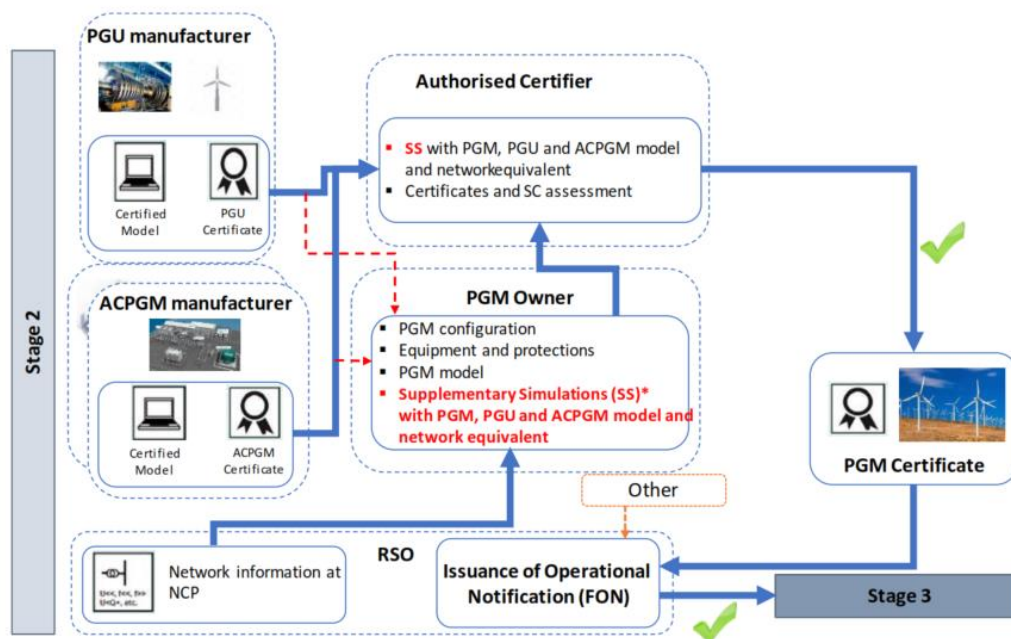 Stage 2
PGU manufacturer
Certified
Model
PGU
Certificate
ACPGM manufacturer
Certified
Model
ACPGM
Certificate
Authorised Certifier
▪ SS with PGM, PGU and ACPGM model
and networkequivalent
▪ Certificates and SC assessment
PGM Owner
▪ PGM configuration
▪ Equipment and protections
▪ PGM model
▪ Supplementary Simulations (SS)*
with PGM, PGU and ACPGM model and
network equivalent
PGM Certificate
Other
RSO
U<<, f<<, f>>
U<Q+, etc.
Network information at
NCP
Issuance of Operational
Notification (FON)
Stage 3